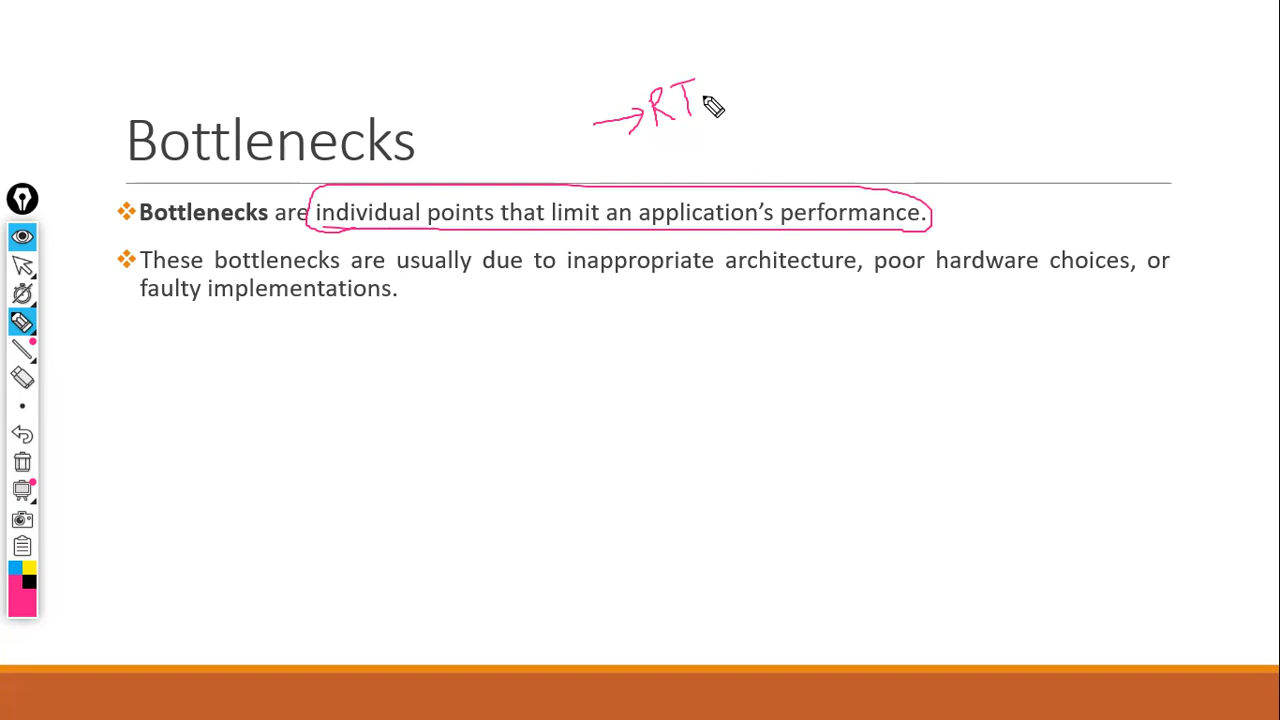 →RT
Bottlenecks
❖Bottlenecks are individual points that limit an application’s performance.
❖These bottlenecks are usually due to inappropriate architecture, poor hardware choices, or
faulty implementations.